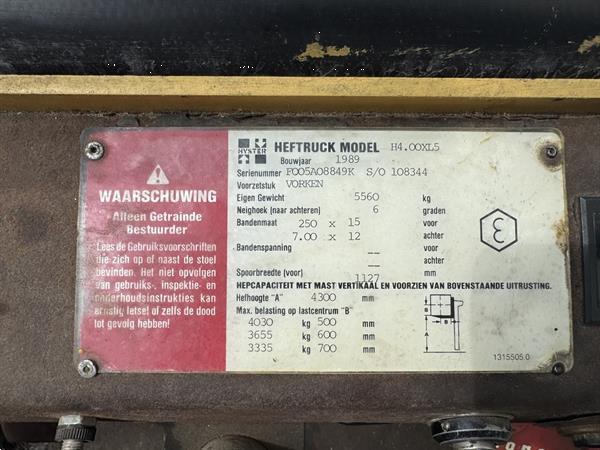 WAARSCHUWING
Alleen Getrainde
Bestuurder
Lees de Gebruiksvoorschriften
die zich op of naast de stoel
bevinden. Het niet opvolgen
van gebruiks-, inspektie- en
onderhoudsinstrukties kan
ernstig letsel of zelfs de dood
tot gevolg hebben!
HYSTER HEFTRUCK MODEL H4.00XL5
Bouwjaar 1989
Serienummer F005A08849K S/O 108344
Voorzetstuk VORKEN
Eigen Gewicht 5560 kg
Neighoek (naar achteren) 6 graden
Bandenmaat 250 x 15 voor
7.00 x 12 achter
Bandenspanning -- voor
-- achter
Spoorbreedte (voor) 1127 mm
HEFCAPACITEIT MET MAST VERTIKAAL EN VOORZIEN VAN BOVENSTAANDE UITRUSTING.
Hefhoogte "A" 4300 mm
Max. belasting op lastcentrum "B"
4030 kg 500 mm
3655 kg 600 mm
3335 kg 700 mm
B
A
ε
1315505.0